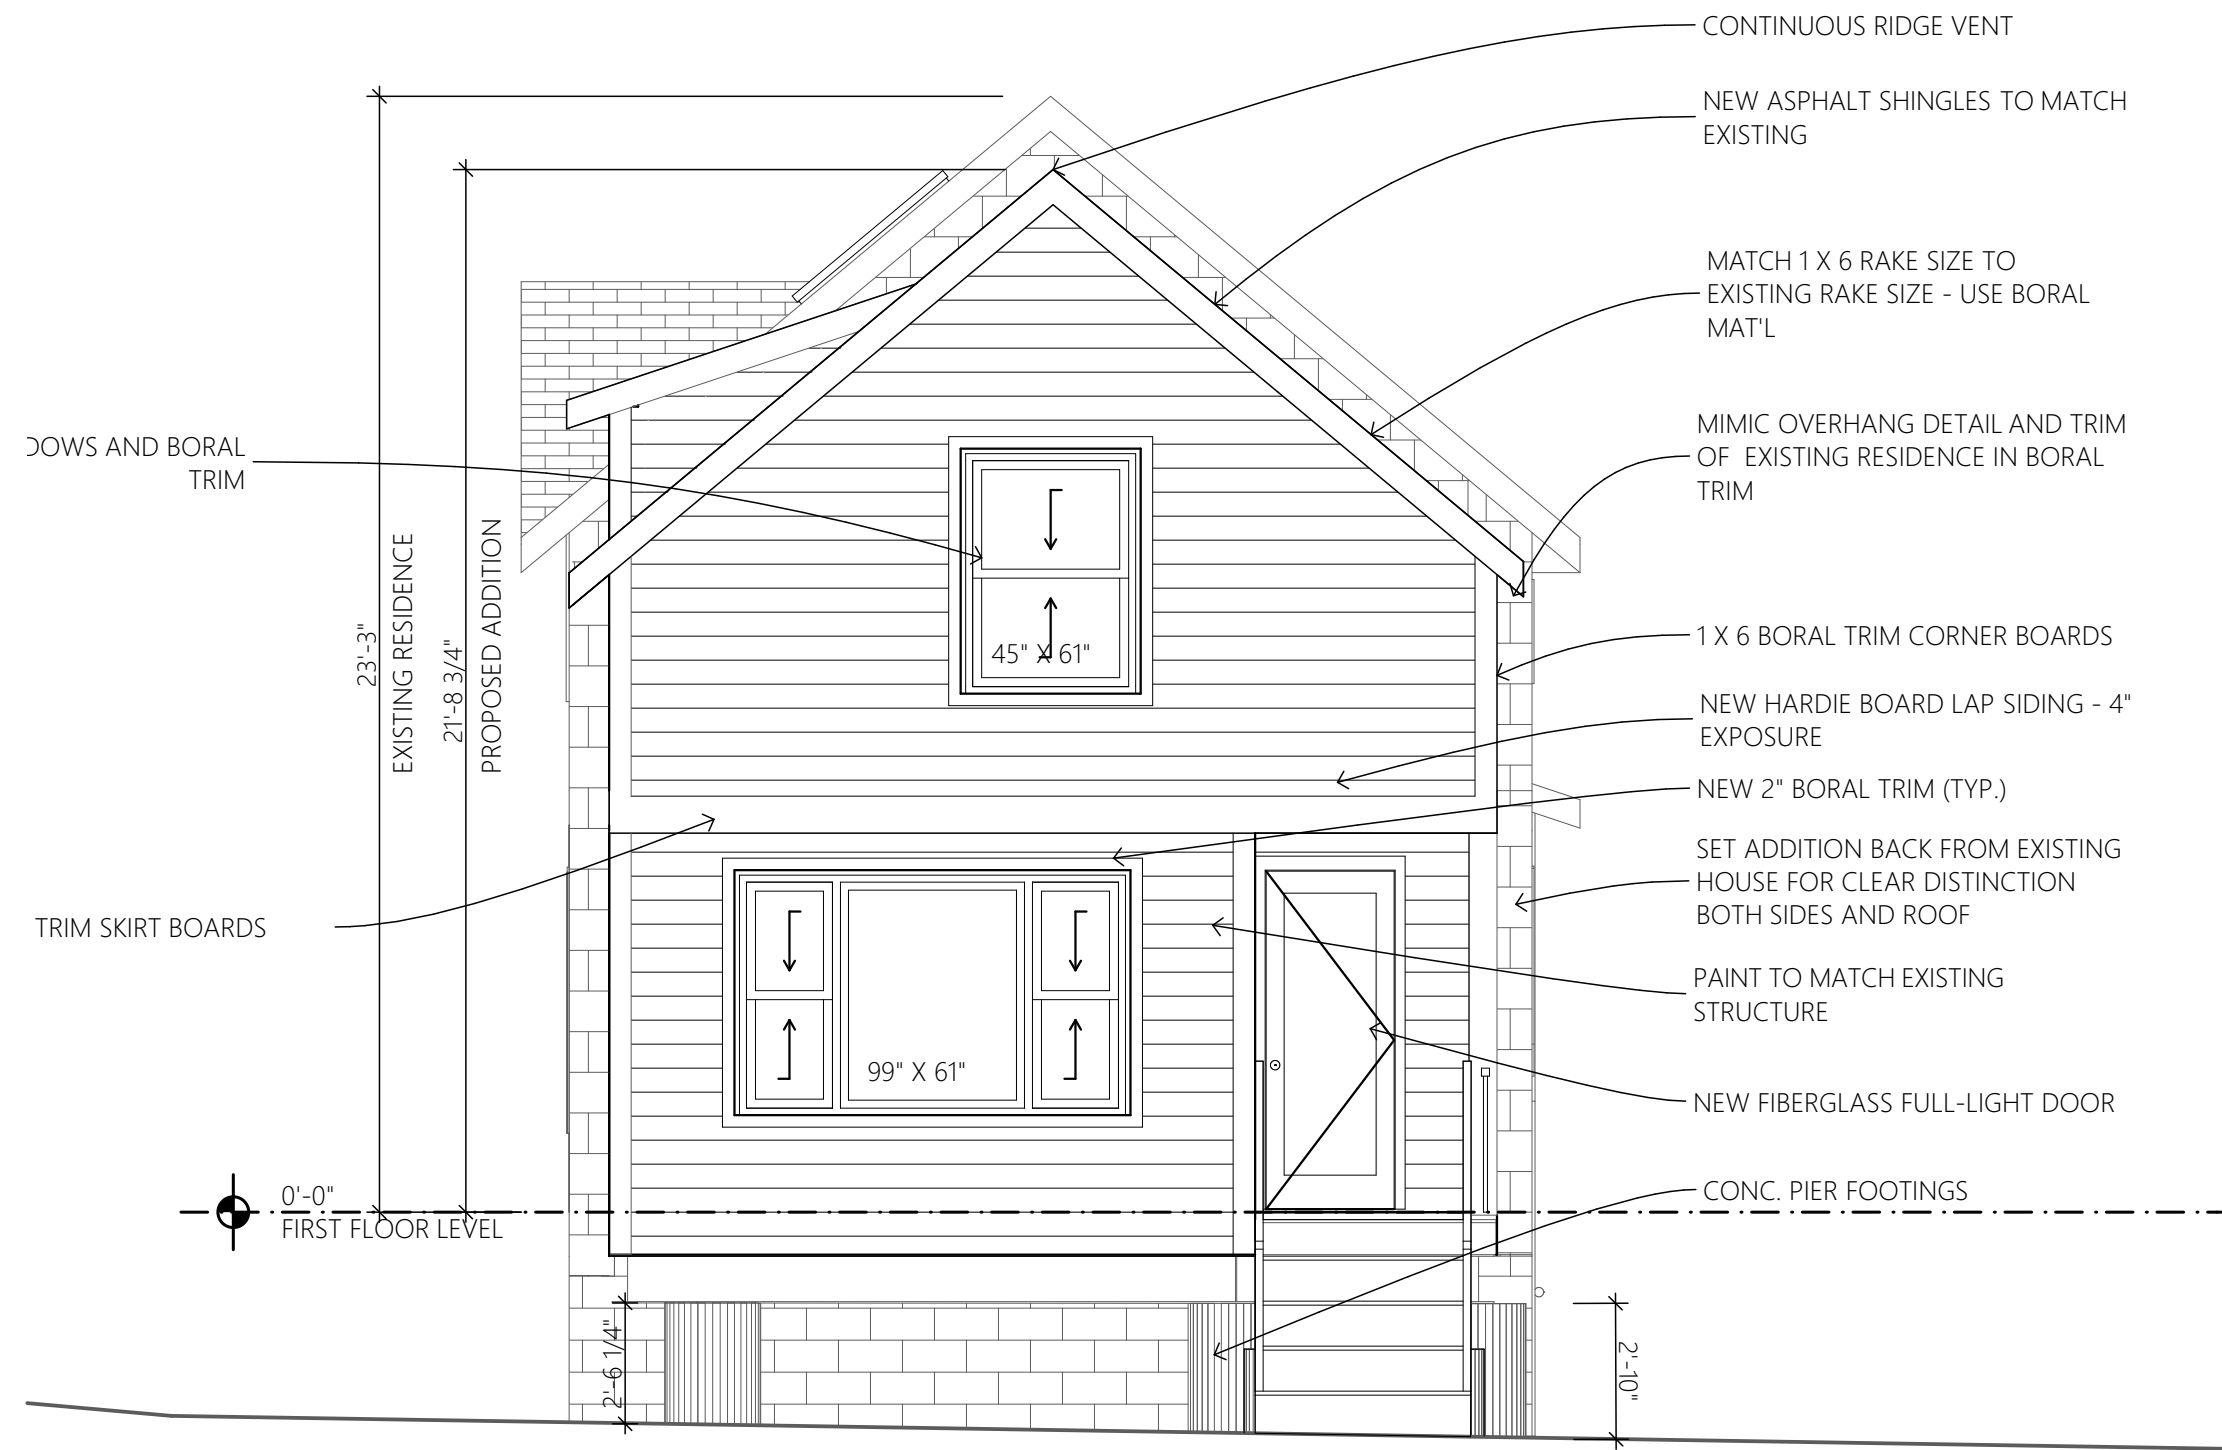 CONTINUOUS RIDGE VENT
NEW ASPHALT SHINGLES TO MATCH
EXISTING
MATCH 1 X 6 RAKE SIZE TO
EXISTING RAKE SIZE - USE BORAL
MAT'L
MIMIC OVERHANG DETAIL AND TRIM
OF EXISTING RESIDENCE IN BORAL
TRIM
DOWS AND BORAL
TRIM
23'-3"
EXISTING RESIDENCE
21'-8 3/4"
PROPOSED ADDITION
45" X 61"
1 X 6 BORAL TRIM CORNER BOARDS
NEW HARDIE BOARD LAP SIDING - 4"
EXPOSURE
NEW 2" BORAL TRIM (TYP.)
SET ADDITION BACK FROM EXISTING
HOUSE FOR CLEAR DISTINCTION
BOTH SIDES AND ROOF
TRIM SKIRT BOARDS
PAINT TO MATCH EXISTING
STRUCTURE
99" X 61"
NEW FIBERGLASS FULL-LIGHT DOOR
CONC. PIER FOOTINGS
0'-0"
FIRST FLOOR LEVEL
2'-6 1/4"
2'-10"